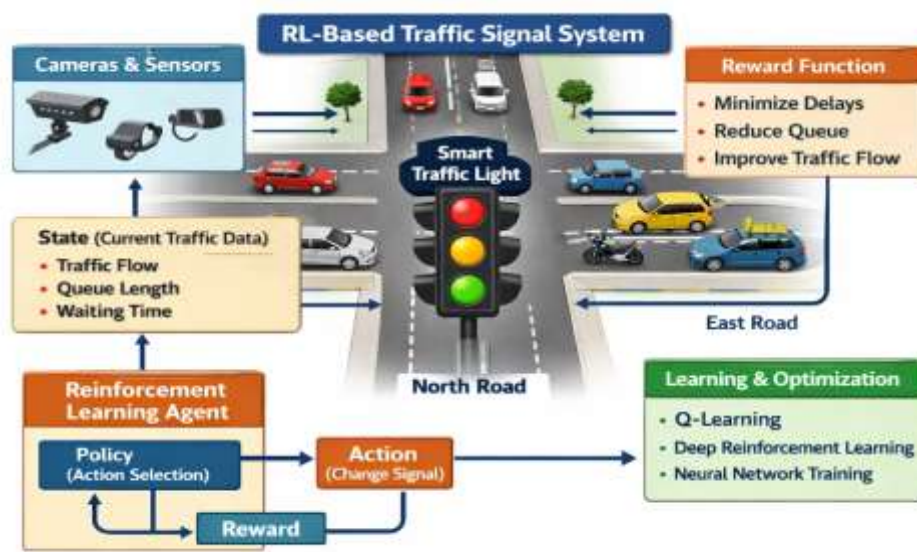 RL-Based Traffic Signal System
Cameras & Sensors
Reward Function
• Minimize Delays
• Reduce Queue
• Improve Traffic Flow
Smart
Traffic Light
State (Current Traffic Data)
• Traffic Flow
• Queue Length
• Waiting Time
East Road
North Road
Reinforcement
Learning Agent
Policy
(Action Selection)
Reward
Action
(Change Signal)
Learning & Optimization
• Q-Learning
• Deep Reinforcement Learning
• Neural Network Training